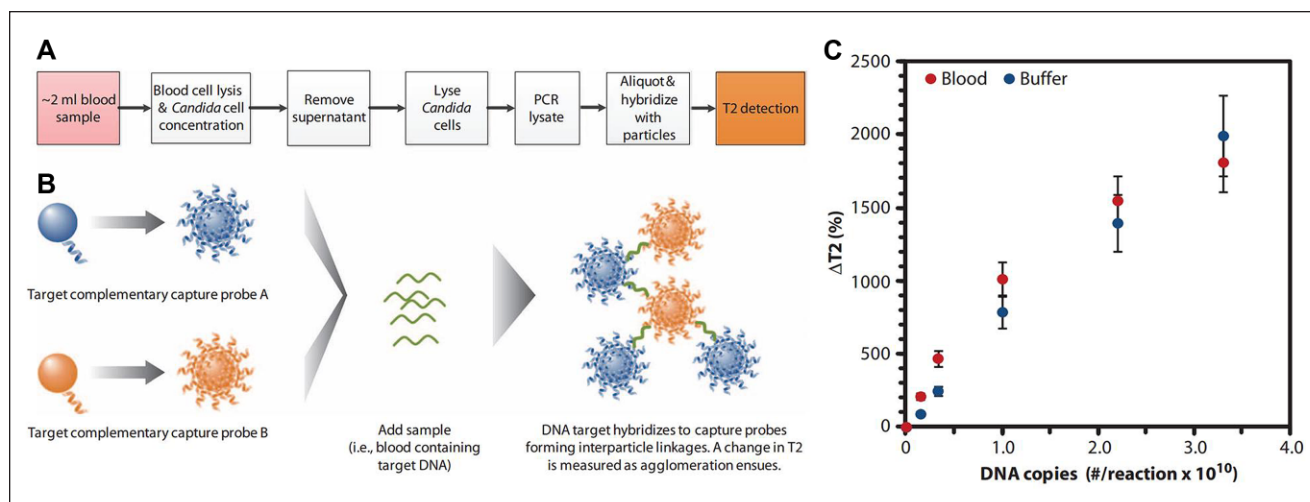 A
~2 ml blood
sample
Blood cell lysis
& Candida cell
concentration
Remove
supernatant
Lyse
Candida
cells
PCR
lysate
Aliquot &
hybridize
with
particles
T2 detection
B
Target complementary capture probe A
Target complementary capture probe B
Add sample
(i.e., blood containing
target DNA)
DNA target hybridizes to capture probes
forming interparticle linkages. A change in T2
is measured as agglomeration ensues.
C
Blood Buffer
ΔT2 (%)
2500
2000
1500
1000
500
0
0 1.0 2.0 3.0 4.0
DNA copies (#/reaction x 10¹⁰)